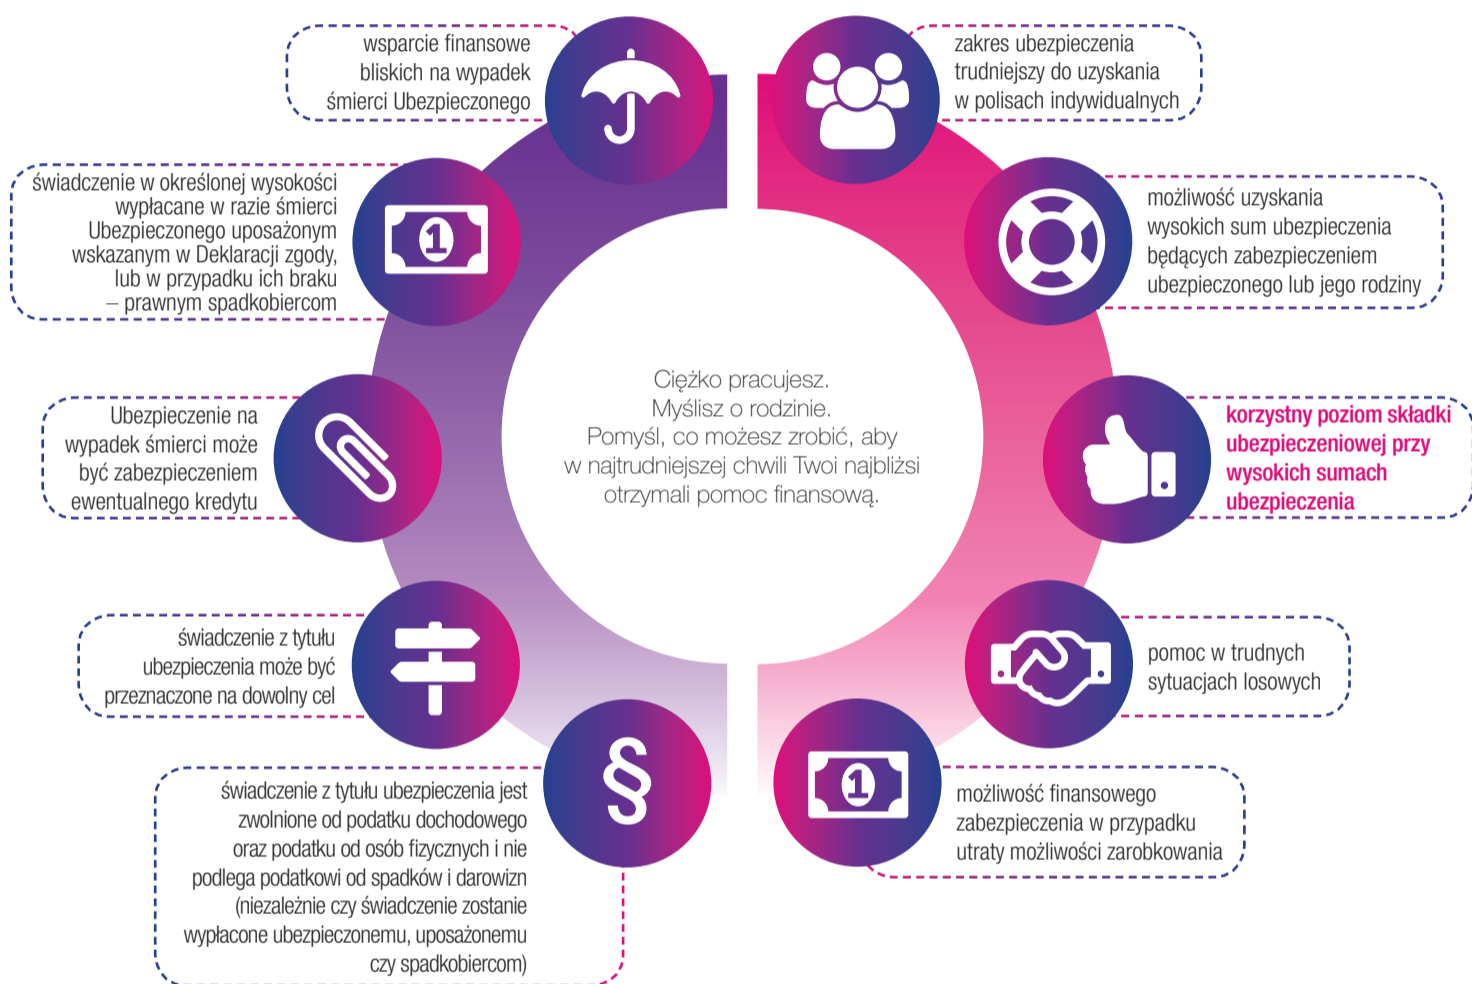 wsparcie finansowe
bliskich na wypadek
śmierci Ubezpieczonego
świadczenie w określonej wysokości
wypłacane w razie śmierci
Ubezpieczonego uposażonym
wskazanym w Deklaracji zgody,
lub w przypadku ich braku
– prawnym spadkobiercom
Ubezpieczenie na
wypadek śmierci może
być zabezpieczeniem
ewentualnego kredytu
świadczenie z tytułu
ubezpieczenia może być
przeznaczone na dowolny cel
świadczenie z tytułu ubezpieczenia jest
zwolnione od podatku dochodowego
oraz podatku od osób fizycznych i nie
podlega podatkowi od spadków i darowizn
(niezależnie czy świadczenie zostanie
wypłacone ubezpieczonemu, uposażonemu
czy spadkobiercom)
1
§
Ciężko pracujesz.
Myślisz o rodzinie.
Pomyśl, co możesz zrobić, aby
w najtrudniejszej chwili Twoi najbliżsi
otrzymali pomoc finansową.
zakres ubezpieczenia
trudniejszy do uzyskania
w polisach indywidualnych
możliwość uzyskania
wysokich sum ubezpieczenia
będących zabezpieczeniem
ubezpieczonego lub jego rodziny
korzystny poziom składki
ubezpieczeniowej przy
wysokich sumach
ubezpieczenia
pomoc w trudnych
sytuacjach losowych
1
możliwość finansowego
zabezpieczenia w przypadku
utraty możliwości zarobkowania